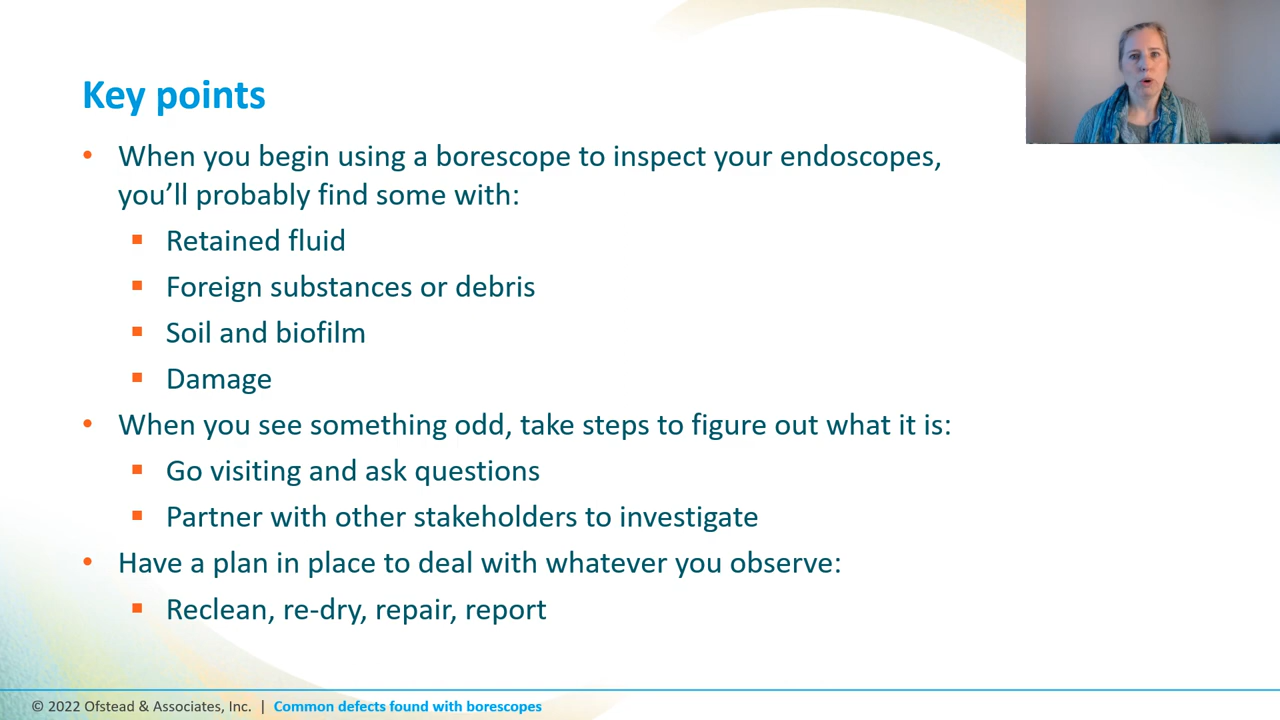 Key points
• When you begin using a borescope to inspect your endoscopes,
you’ll probably find some with:
▪ Retained fluid
▪ Foreign substances or debris
▪ Soil and biofilm
▪ Damage
• When you see something odd, take steps to figure out what it is:
▪ Go visiting and ask questions
▪ Partner with other stakeholders to investigate
• Have a plan in place to deal with whatever you observe:
▪ Reclean, re-dry, repair, report
© 2022 Ofstead & Associates, Inc. | Common defects found with borescopes